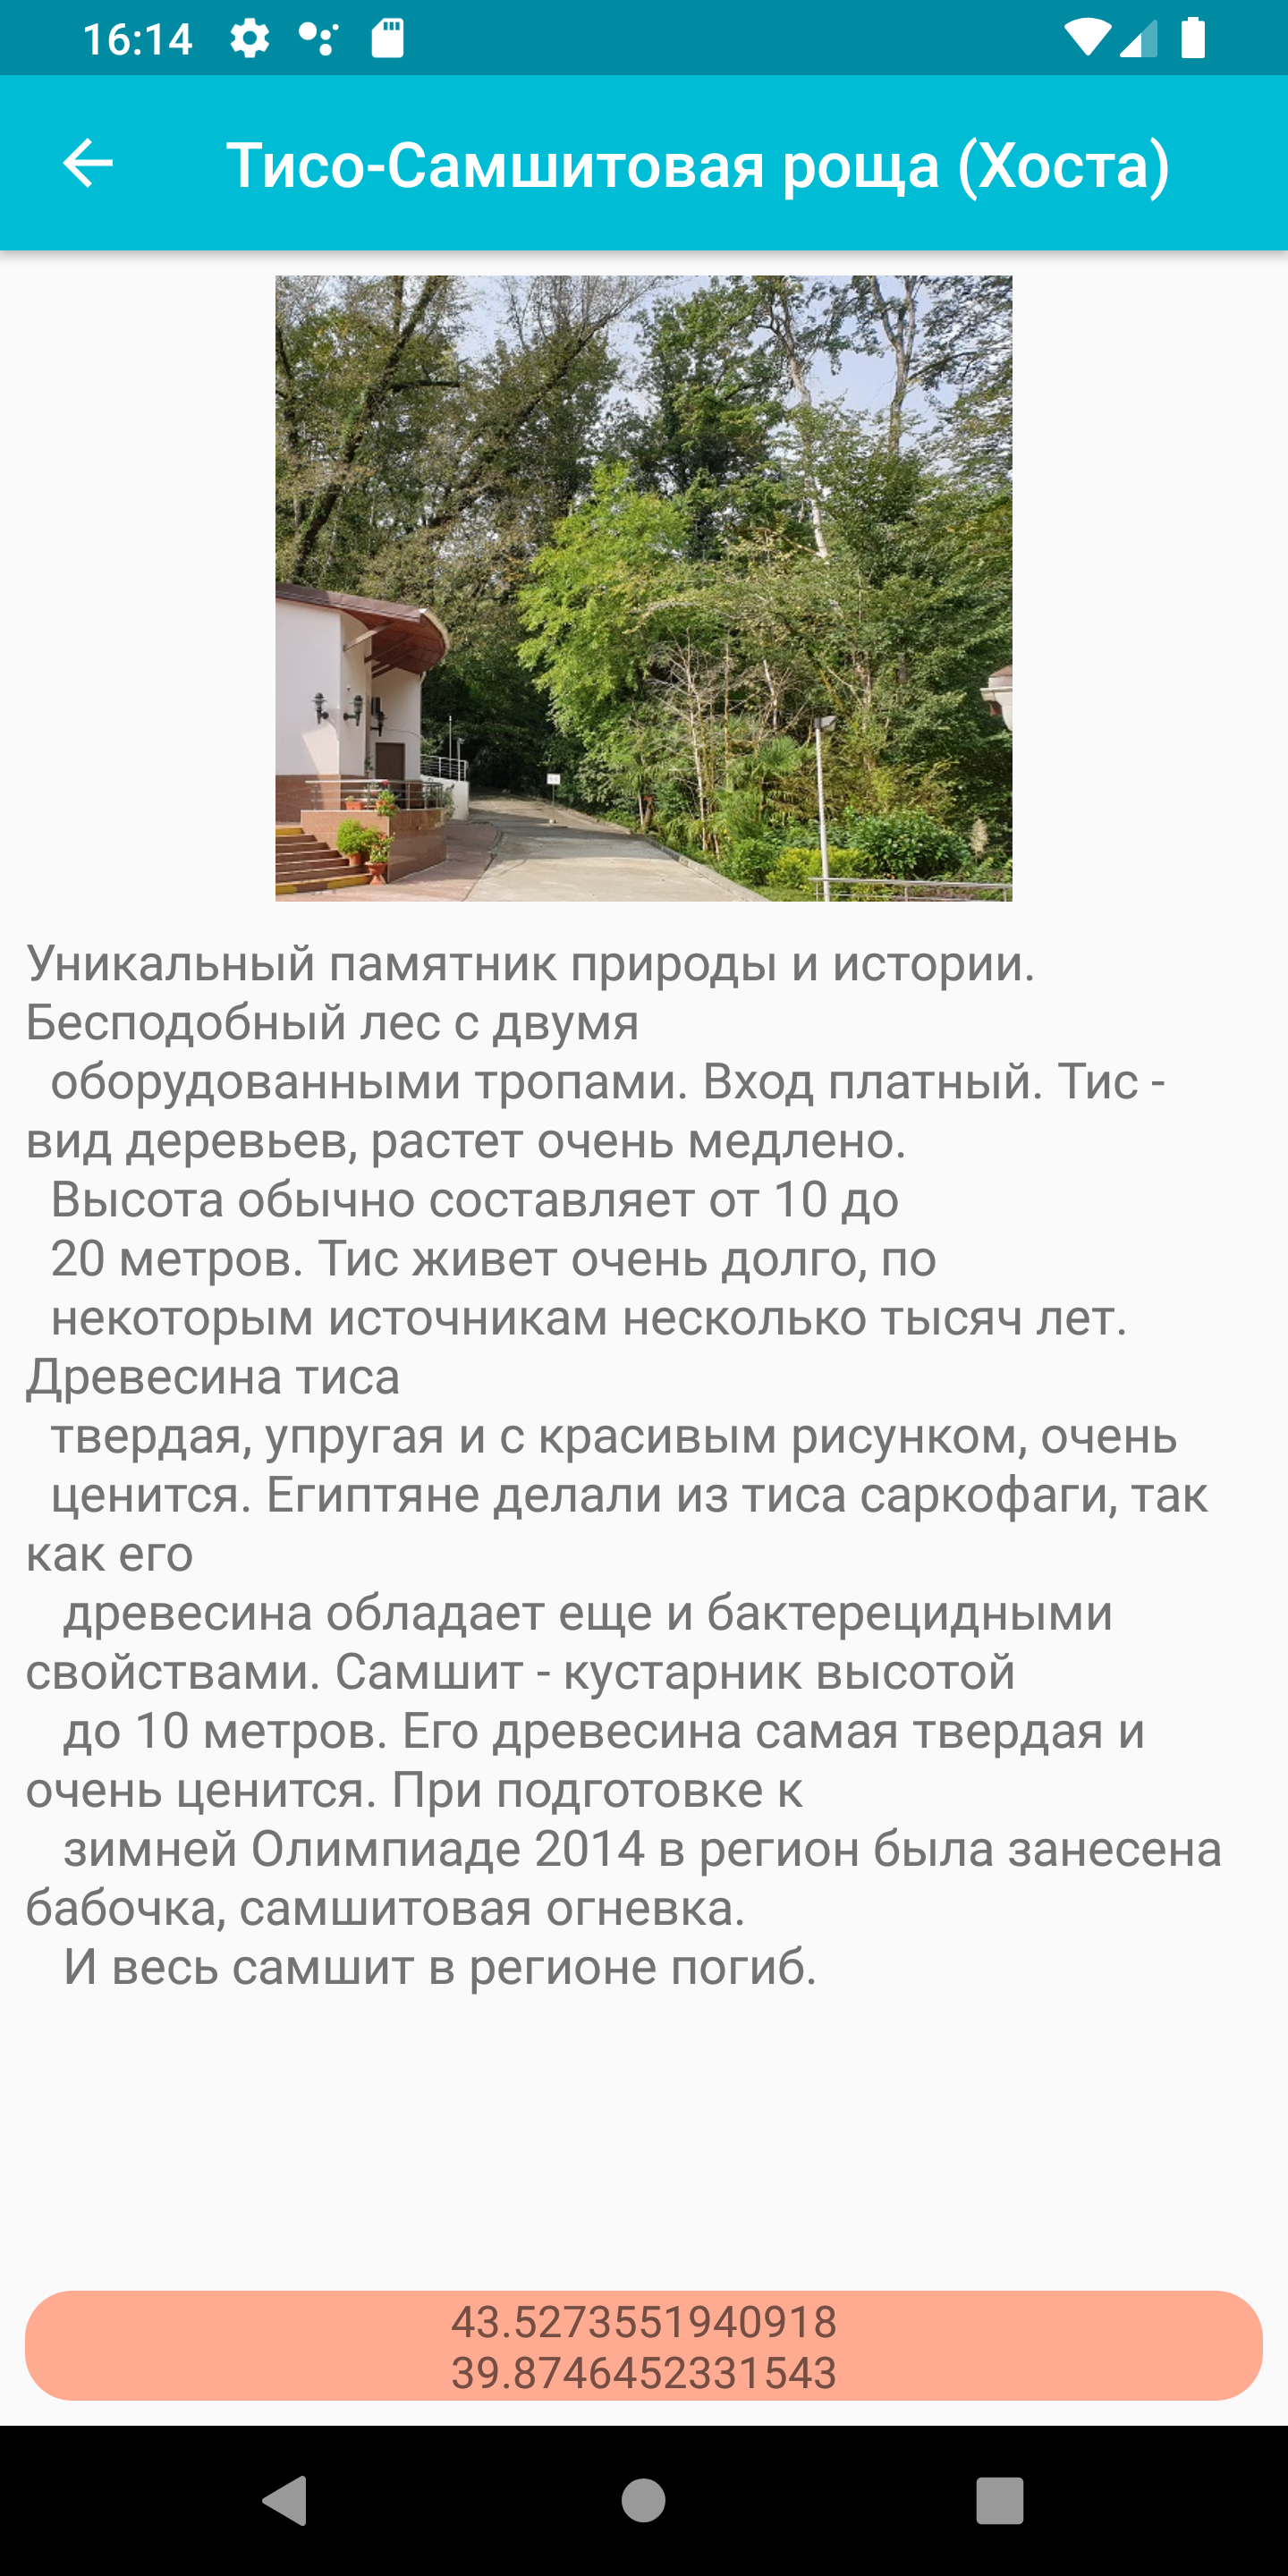 16:14
Тисо-Самшитовая роща (Хоста)
Уникальный памятник природы и истории.
Бесподобный лес с двумя
оборудованными тропами. Вход платный. Тис -
вид деревьев, растет очень медлено.
Высота обычно составляет от 10 до
20 метров. Тис живет очень долго, по
некоторым источникам несколько тысяч лет.
Древесина тиса
твердая, упругая и с красивым рисунком, очень
ценится. Египтяне делали из тиса саркофаги, так
как его
древесина обладает еще и бактерецидными
свойствами. Самшит - кустарник высотой
до 10 метров. Его древесина самая твердая и
очень ценится. При подготовке к
зимней Олимпиаде 2014 в регион была занесена
бабочка, самшитовая огневка.
И весь самшит в регионе погиб.
43.5273551940918
39.8746452331543